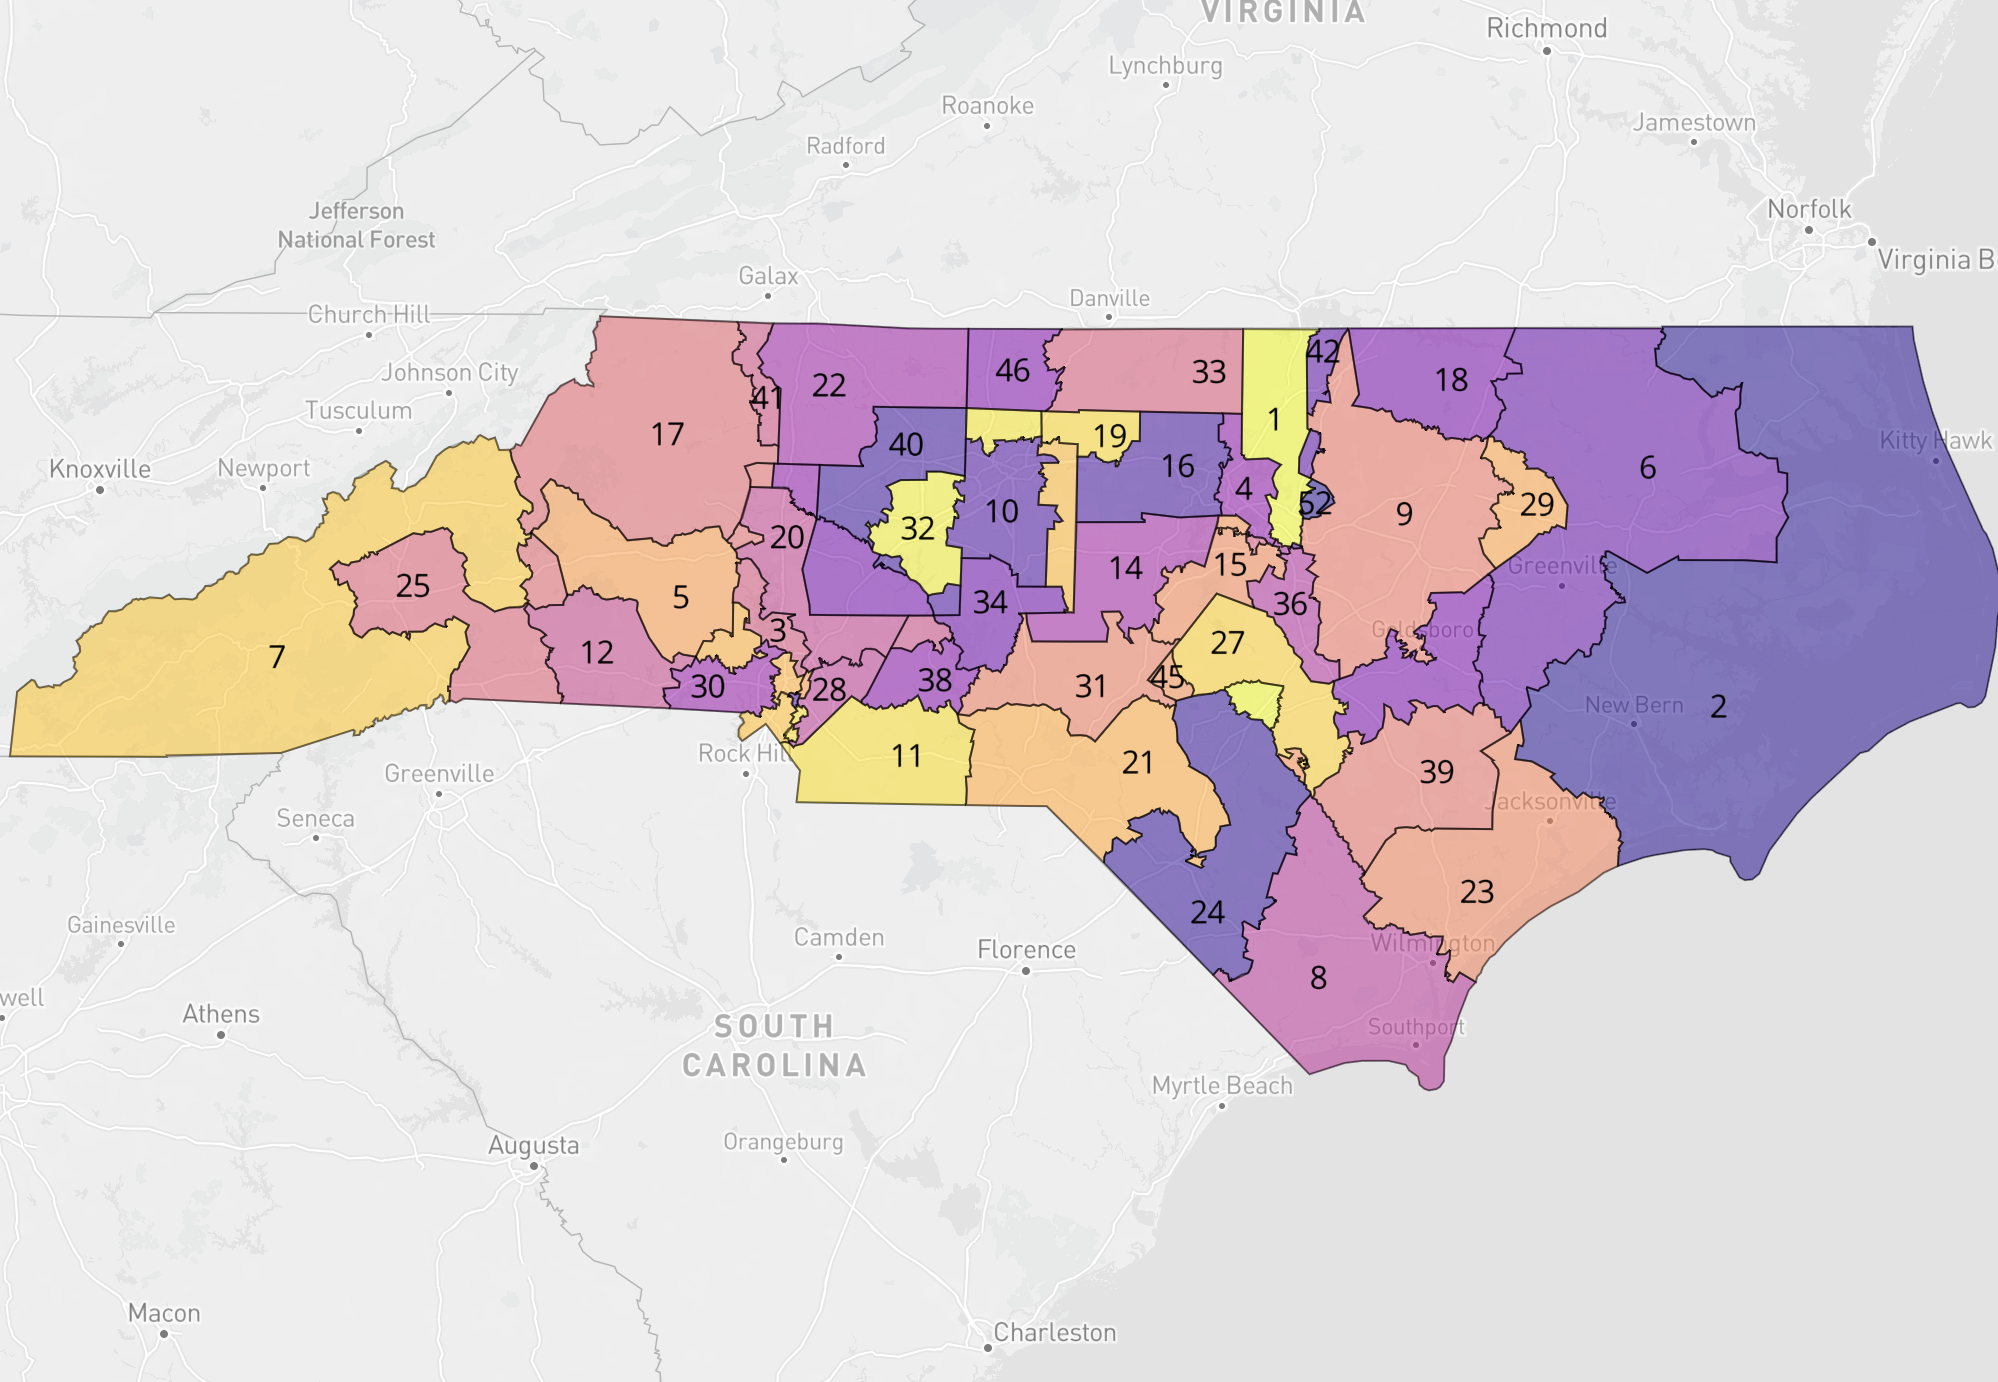 VIRGINIA
Richmond
Lynchburg
Roanoke
Jamestown
Radford
Jefferson
National Forest
Norfolk
Virginia B
Galax
Danville
Church Hill
Johnson City
Tusculum
Knoxville
Newport
Kitty Hawk
22
46
33
42
18
41
17
40
19
1
16
4
52
9
29
6
32
10
20
25
5
14
15
36
Greenville
34
3
Goldsboro
7
12
30
28
38
31
45
27
New Bern
2
Rock Hil
11
21
39
Greenville
Seneca
Jacksonville
24
23
Wilmington
8
Southport
Gainesville
Camden
Florence
well
Athens
SOUTH
CAROLINA
Myrtle Beach
Augusta
Orangeburg
Macon
Charleston